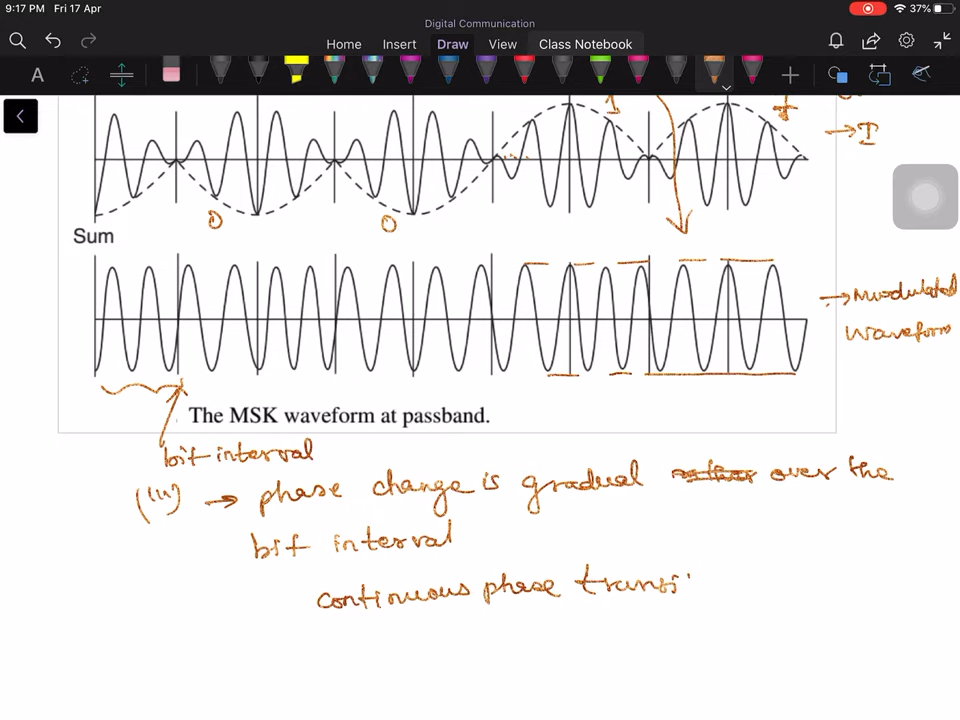 9:17 PM Fri 17 Apr
37%
Digital Communication
Home Insert Draw View Class Notebook
A
I
→ I
0 0
Sum
→ Modulated
waveform
The MSK waveform at passband.
bit interval
(iii) → phase change is gradual over the
bit interval
continuous phase transi